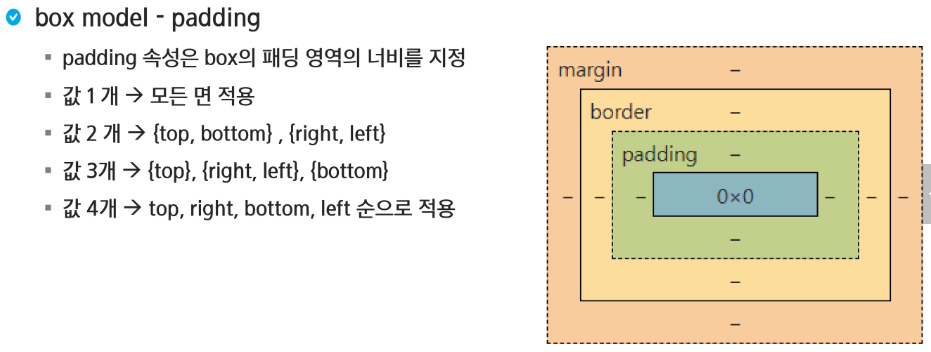 box model - padding
padding 속성은 box의 패딩 영역의 너비를 지정
값 1 개 → 모든 면 적용
값 2 개 → {top, bottom} , {right, left}
값 3개 → {top}, {right, left}, {bottom}
값 4개 → top, right, bottom, left 순으로 적용
margin –
border –
padding –
– – – 0×0 – – –
–
–
–